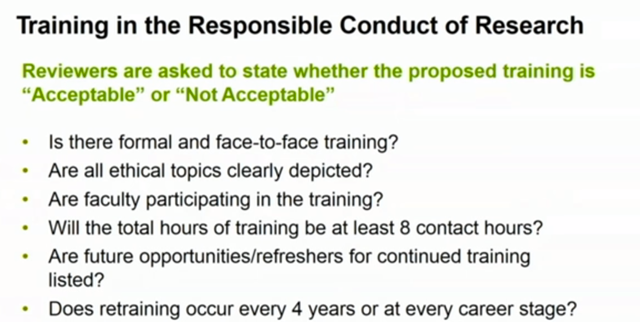 Training in the Responsible Conduct of Research
Reviewers are asked to state whether the proposed training is
“Acceptable” or “Not Acceptable”
• Is there formal and face-to-face training?
• Are all ethical topics clearly depicted?
• Are faculty participating in the training?
• Will the total hours of training be at least 8 contact hours?
• Are future opportunities/refreshers for continued training
listed?
• Does retraining occur every 4 years or at every career stage?